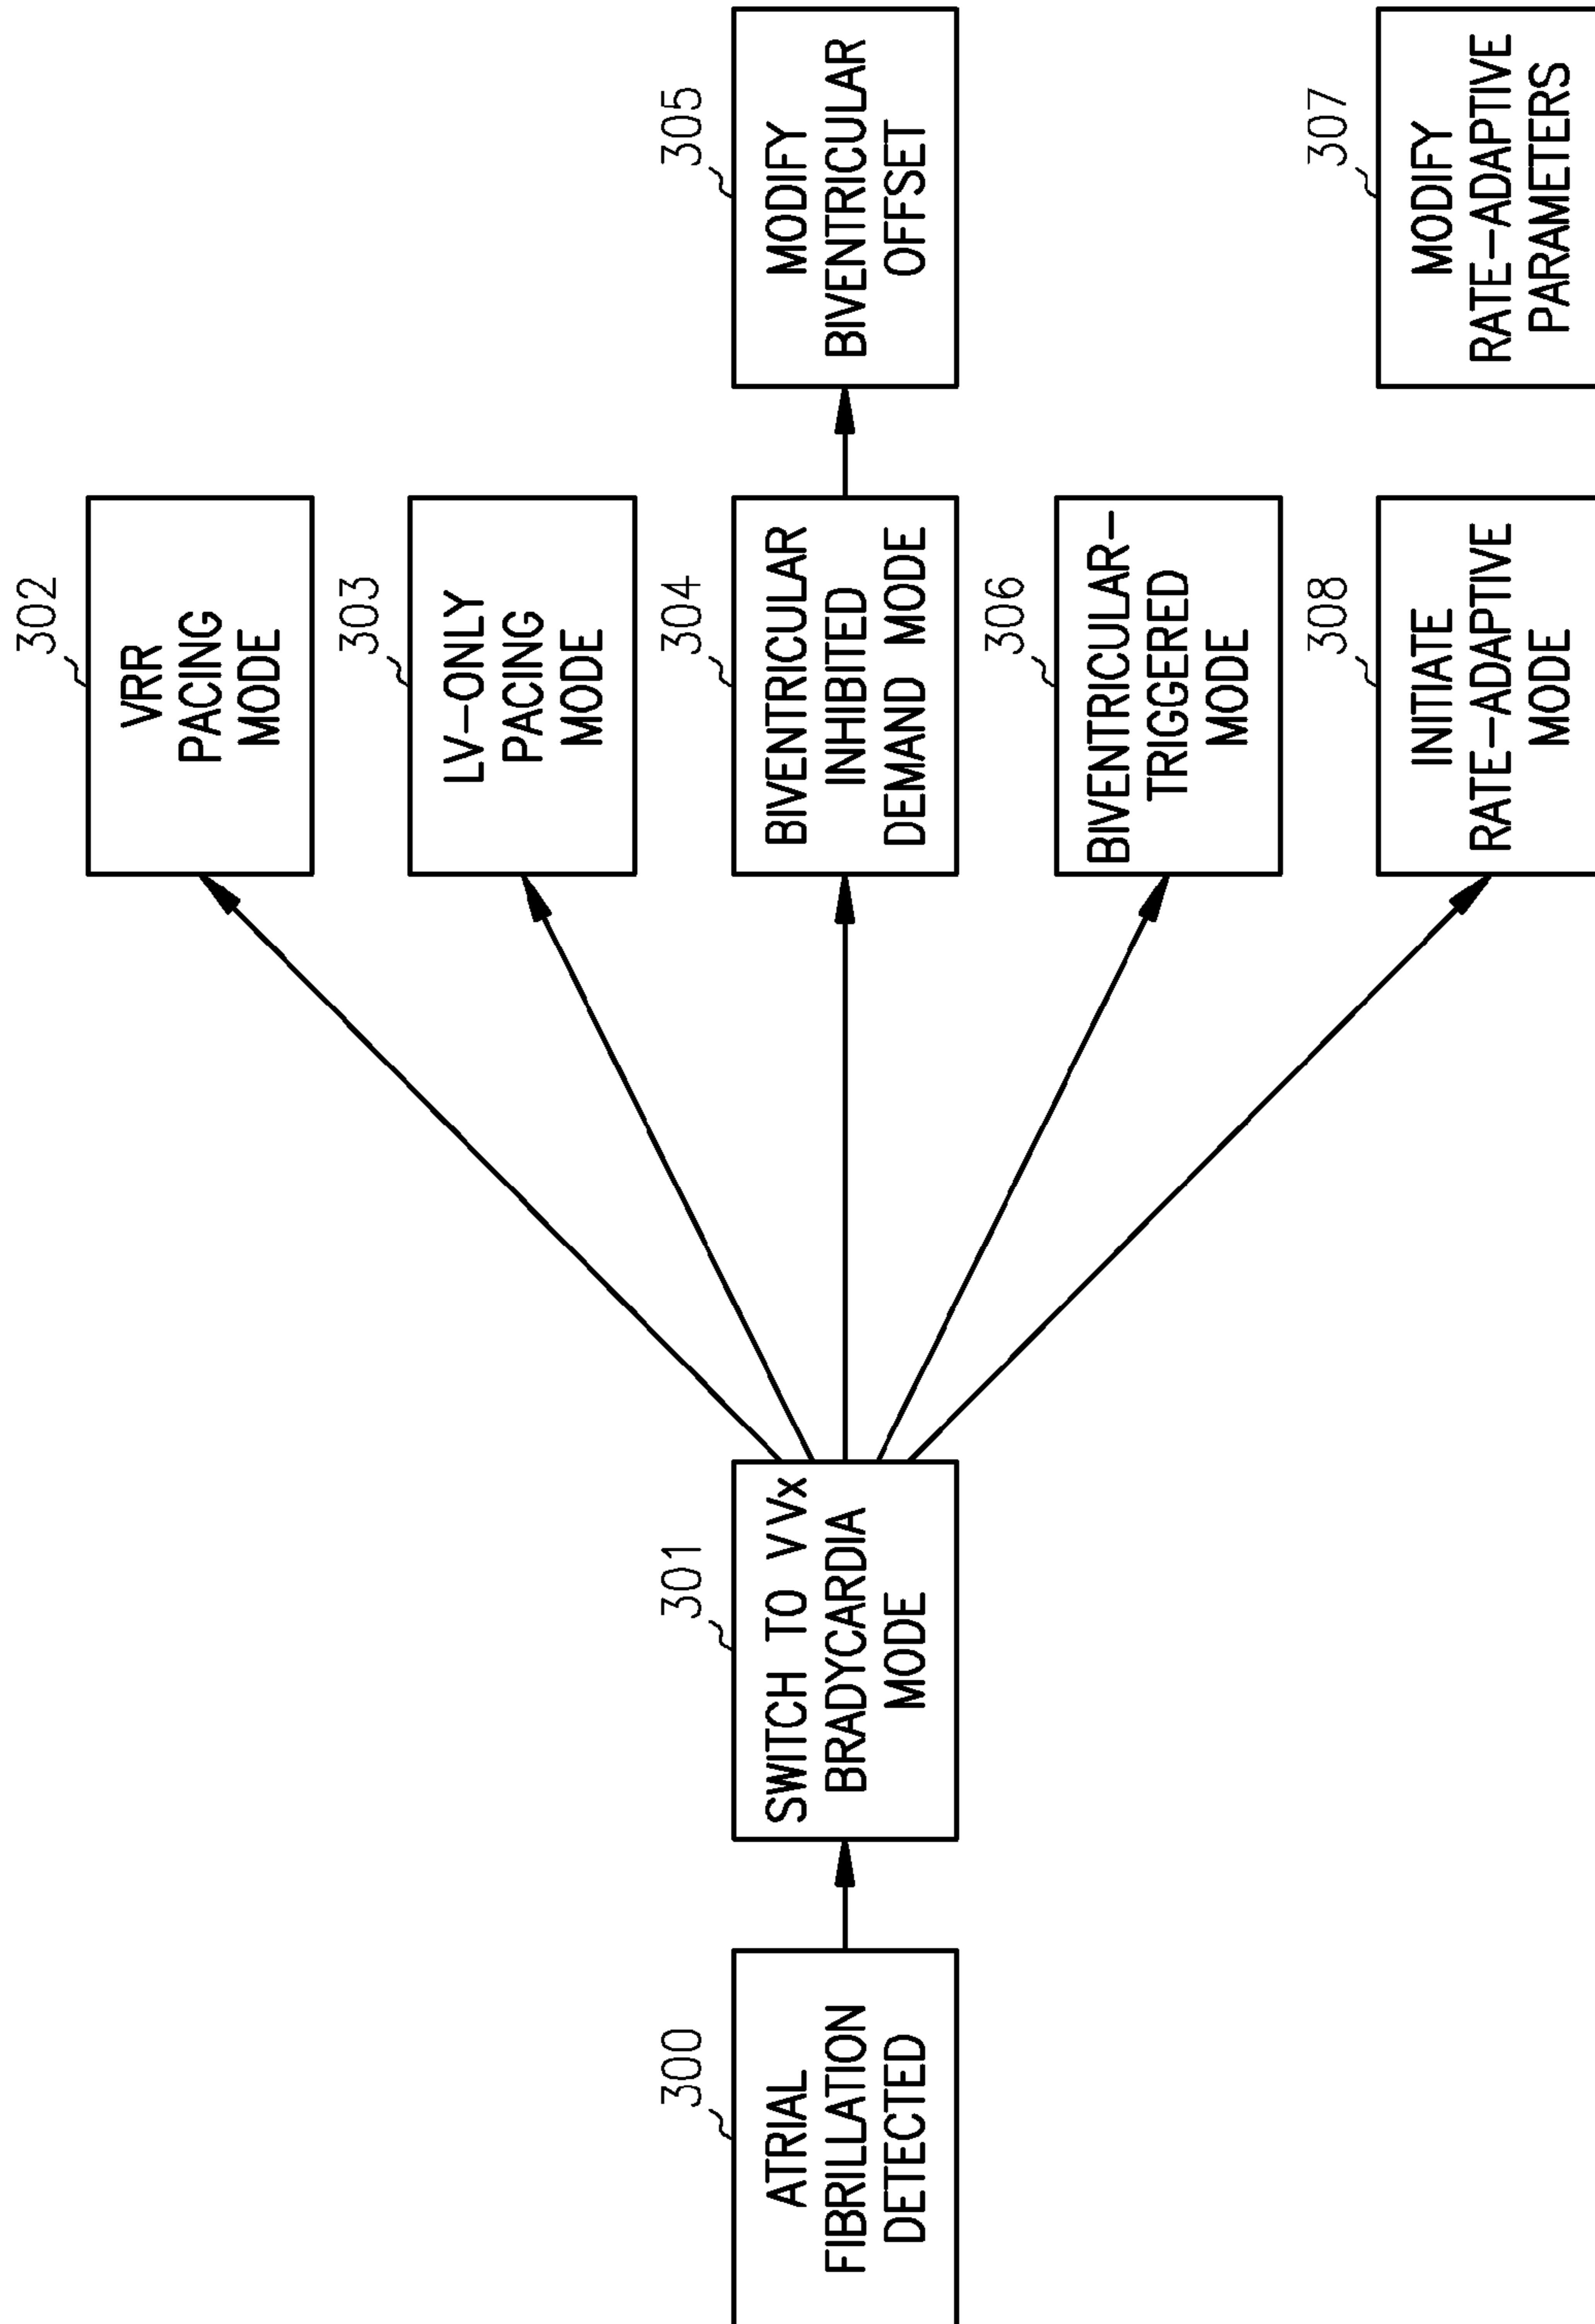 300
ATRIAL
FIBRILLATION
DETECTED
301
SWITCH TO VVx
BRADYCARDIA
MODE
302
VRR
PACING
MODE
303
LV-ONLY
PACING
MODE
304
BIVENTRICULAR
INHIBITED
DEMAND MODE
305
MODIFY
BIVENTRICULAR
OFFSET
306
BIVENTRICULAR-
TRIGGERED
MODE
308
INITIATE
RATE-ADAPTIVE
MODE
307
MODIFY
RATE-ADAPTIVE
PARAMETERS